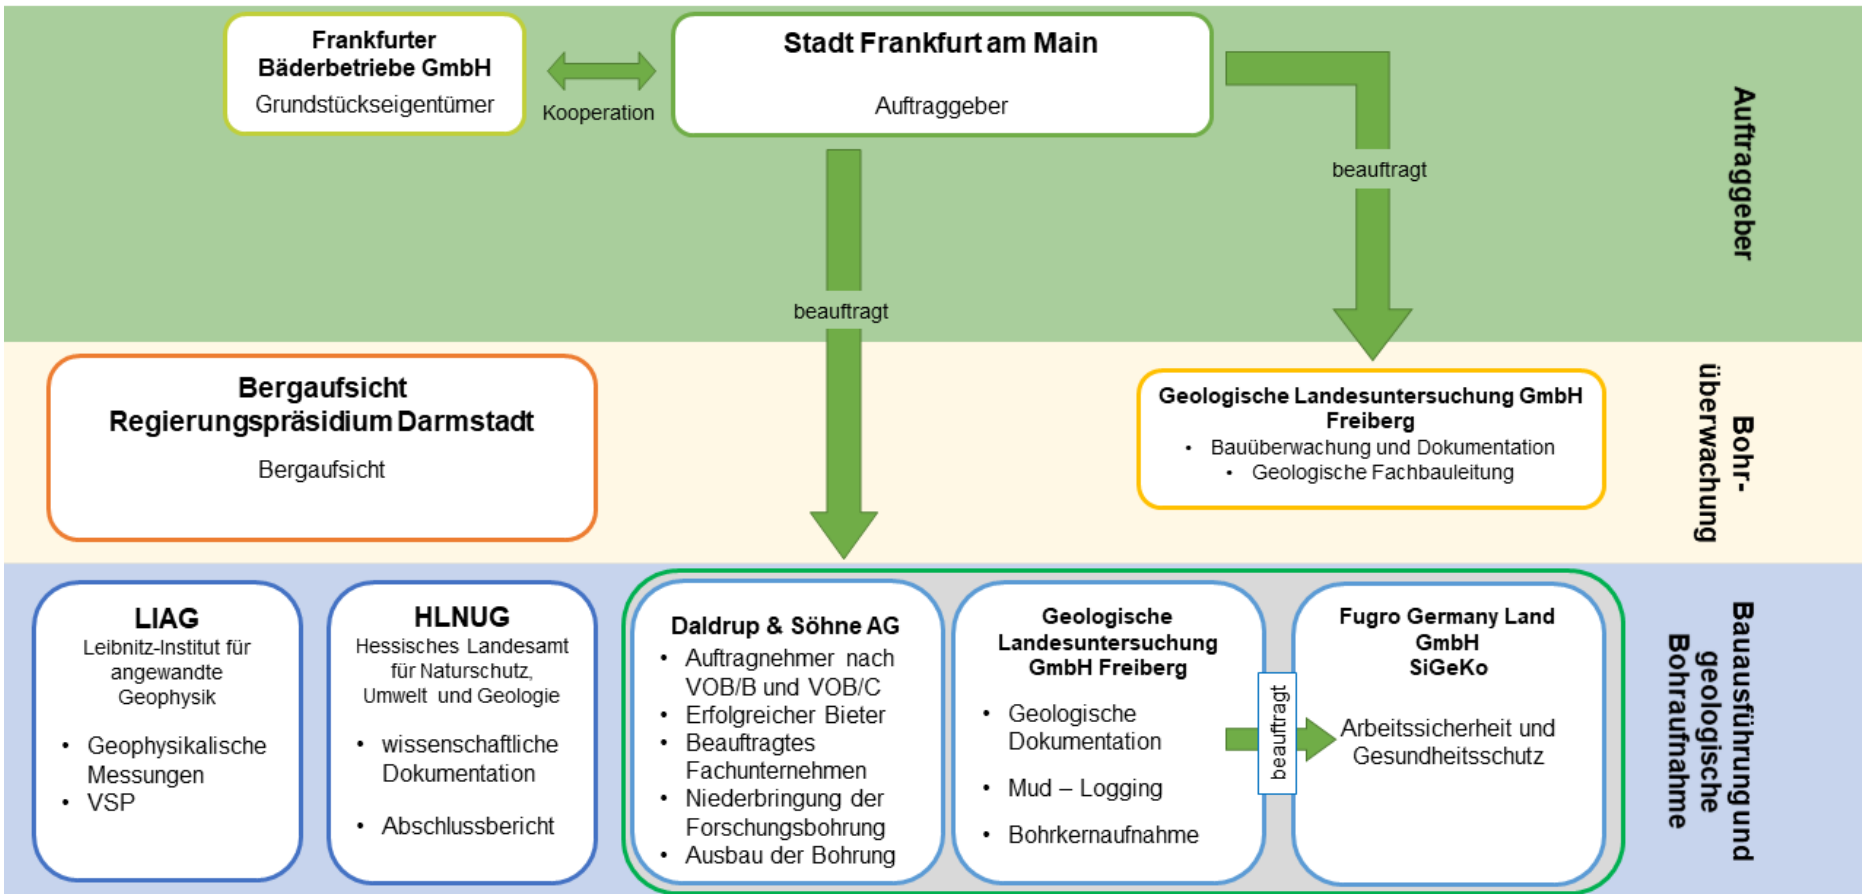 Frankfurter
Bäderbetriebe GmbH
Grundstückseigentümer
Kooperation
Stadt Frankfurt am Main
Auftraggeber
beauftragt
beauftragt
Auftraggeber
Bergaufsicht
Regierungspräsidium Darmstadt
Bergaufsicht
Geologische Landesuntersuchung GmbH
Freiberg
• Bauüberwachung und Dokumentation
• Geologische Fachbauleitung
Bohr-
überwachung
LIAG
Leibnitz-Institut für
angewandte
Geophysik
• Geophysikalische
Messungen
• VSP
HLNUG
Hessisches Landesamt
für Naturschutz,
Umwelt und Geologie
• wissenschaftliche
Dokumentation
• Abschlussbericht
Daldrup & Söhne AG
• Auftragnehmer nach
VOB/B und VOB/C
• Erfolgreicher Bieter
• Beauftragtes
Fachunternehmen
• Niederbringung der
Forschungsbohrung
• Ausbau der Bohrung
Geologische
Landesuntersuchung
GmbH Freiberg
• Geologische
Dokumentation
• Mud – Logging
• Bohrkernaufnahme
beauftragt
Fugro Germany Land
GmbH
SiGeKo
Arbeitssicherheit und
Gesundheitsschutz
Bauausführung und
geologische
Bohraufnahme